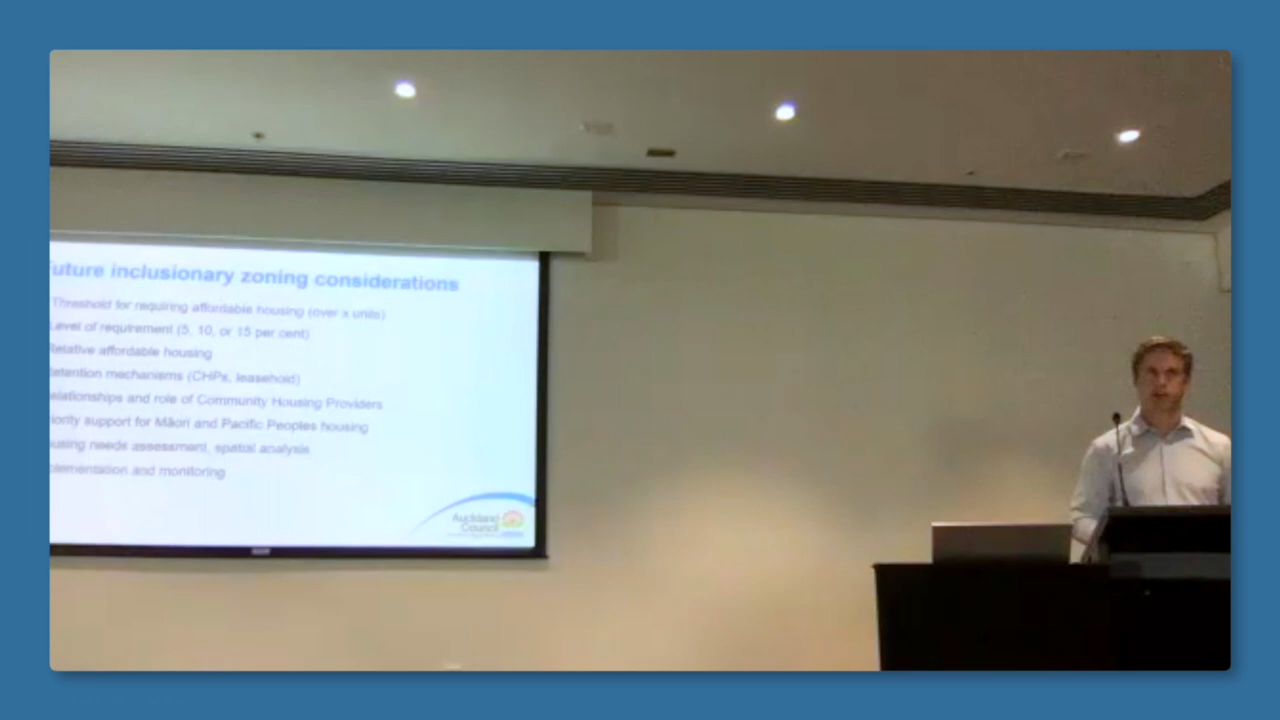 uture inclusionary zoning considerations
Threshold for requiring affordable housing (over x units)
Level of requirement (5, 10, or 15 per cent)
Relative affordable housing
etention mechanisms (CHPs, leasehold)
elationships and role of Community Housing Providers
iority support for Māori and Pacific Peoples housing
using needs assessment, spatial analysis
plementation and monitoring
Auckland
Council